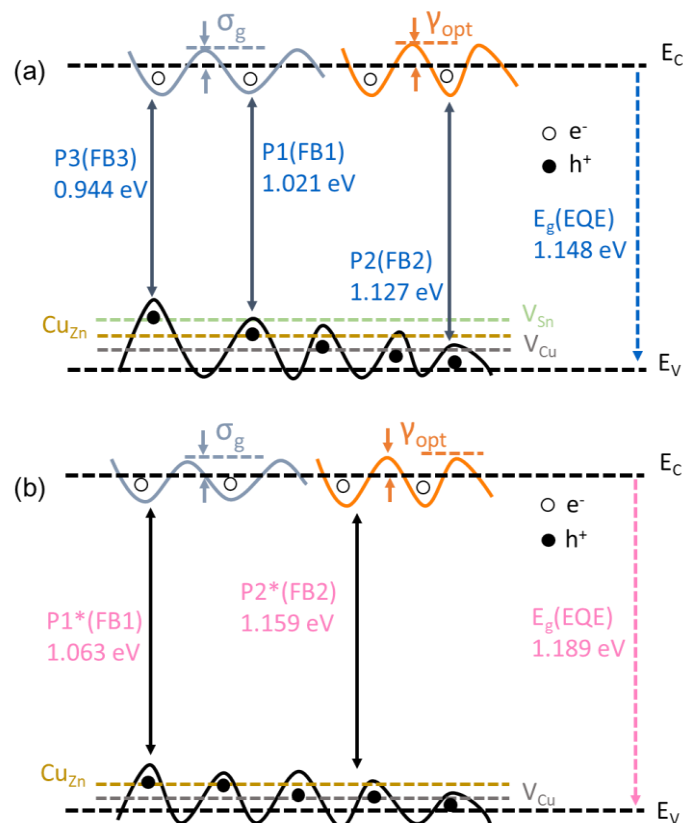 (a)
σg
γopt
EC
P3(FB3)
0.944 eV
P1(FB1)
1.021 eV
e-
h+
P2(FB2)
1.127 eV
Eg(EQE)
1.148 eV
CuZn
VSn
VCu
EV
(b)
σg
γopt
EC
e-
h+
P1*(FB1)
1.063 eV
P2*(FB2)
1.159 eV
Eg(EQE)
1.189 eV
CuZn
VCu
EV